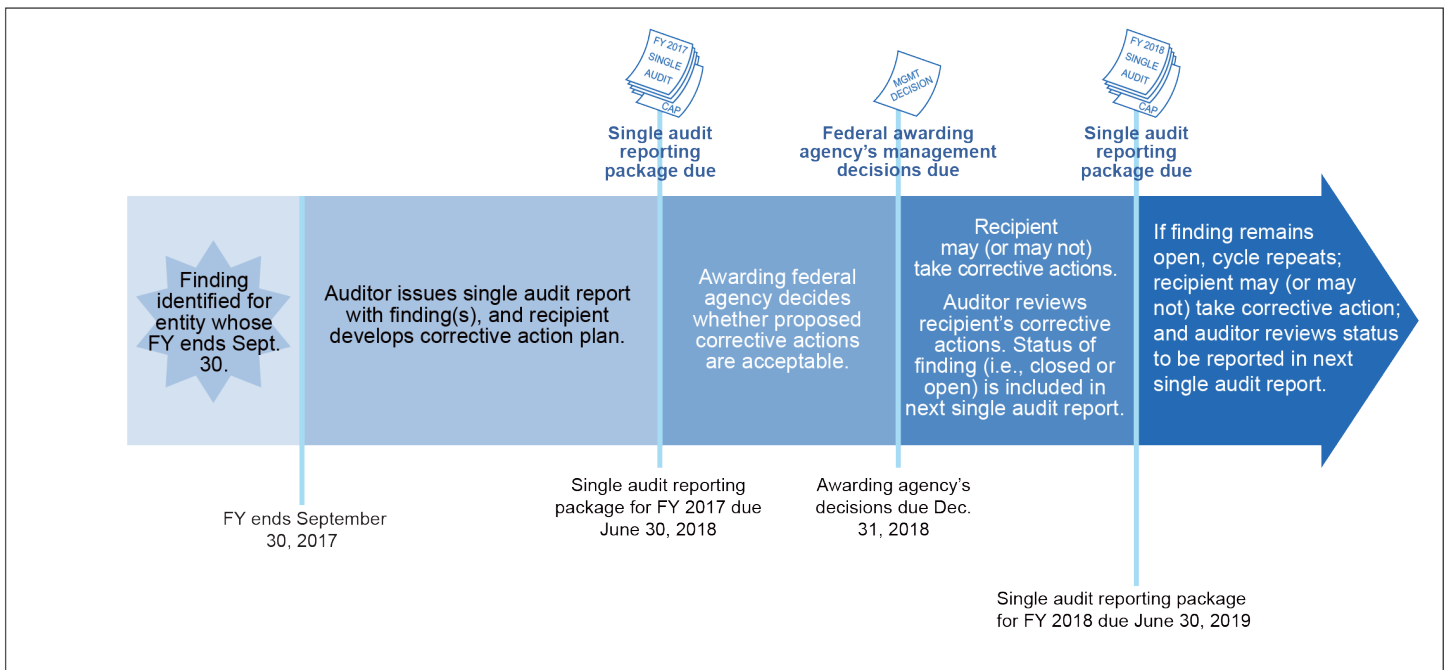 FY 2017
SINGLE
AUDIT
CAP
Single audit
reporting
package due
MGMT
DECISION
Federal awarding
agency's management
decisions due
FY 2018
SINGLE
AUDIT
CAP
Single audit
reporting
package due
Finding
identified for
entity whose
FY ends Sept.
30.
Auditor issues single audit report
with finding(s), and recipient
develops corrective action plan.
Awarding federal
agency decides
whether proposed
corrective actions
are acceptable.
Recipient
may (or may not)
take corrective actions.
Auditor reviews
recipient's corrective
actions. Status of
finding (i.e., closed or
open) is included in
next single audit report.
If finding remains
open, cycle repeats;
recipient may (or may
not) take corrective action;
and auditor reviews status
to be reported in next
single audit report.
FY ends September
30, 2017
Single audit reporting
package for FY 2017 due
June 30, 2018
Awarding agency's
decisions due Dec.
31, 2018
Single audit reporting package
for FY 2018 due June 30, 2019